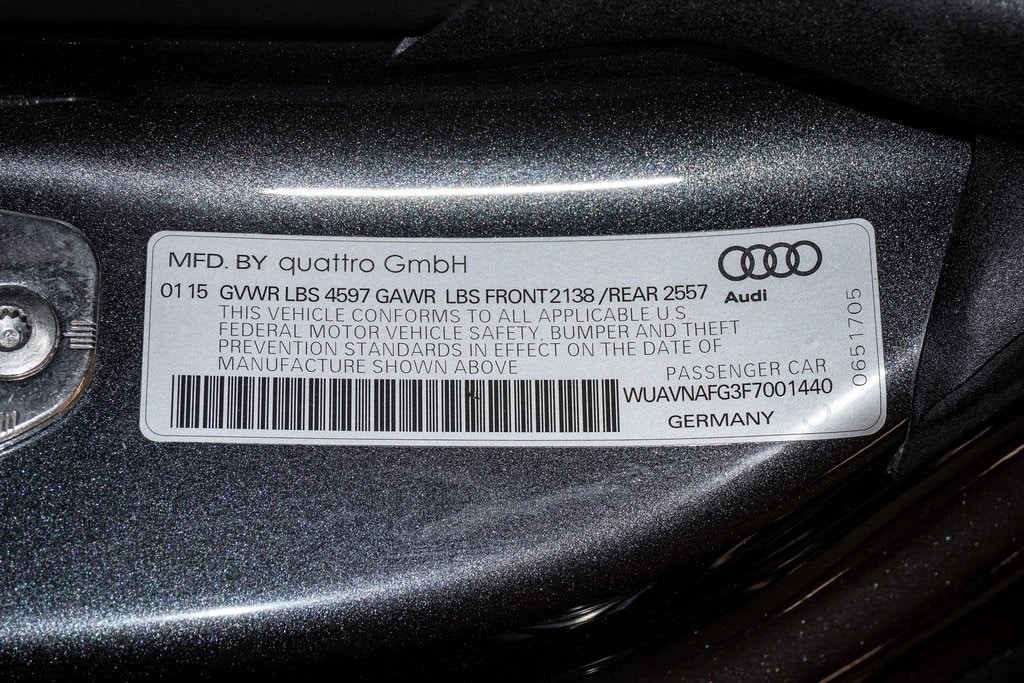 MFD. BY quattro GmbH
Audi
01 15 GVWR LBS 4597 GAWR LBS FRONT 2138 /REAR 2557
THIS VEHICLE CONFORMS TO ALL APPLICABLE U.S.
FEDERAL MOTOR VEHICLE SAFETY, BUMPER AND THEFT
PREVENTION STANDARDS IN EFFECT ON THE DATE OF
MANUFACTURE SHOWN ABOVE
PASSENGER CAR
WUAVNAFG3F7001440
GERMANY
0651705